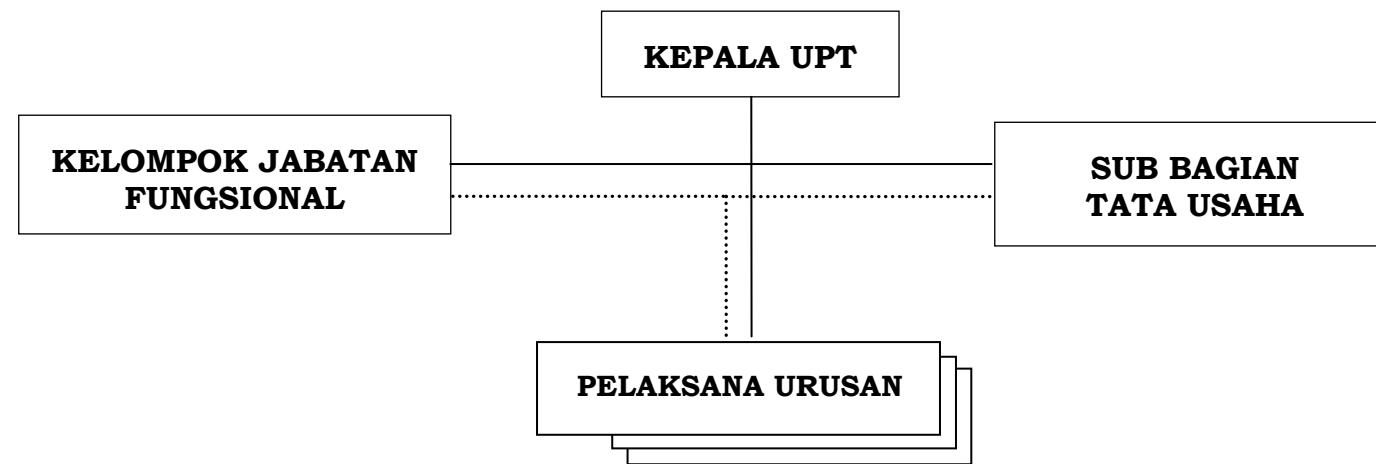 KEPALA UPT
KELOMPOK JABATAN
FUNGSIONAL
SUB BAGIAN
TATA USAHA
PELAKSANA URUSAN